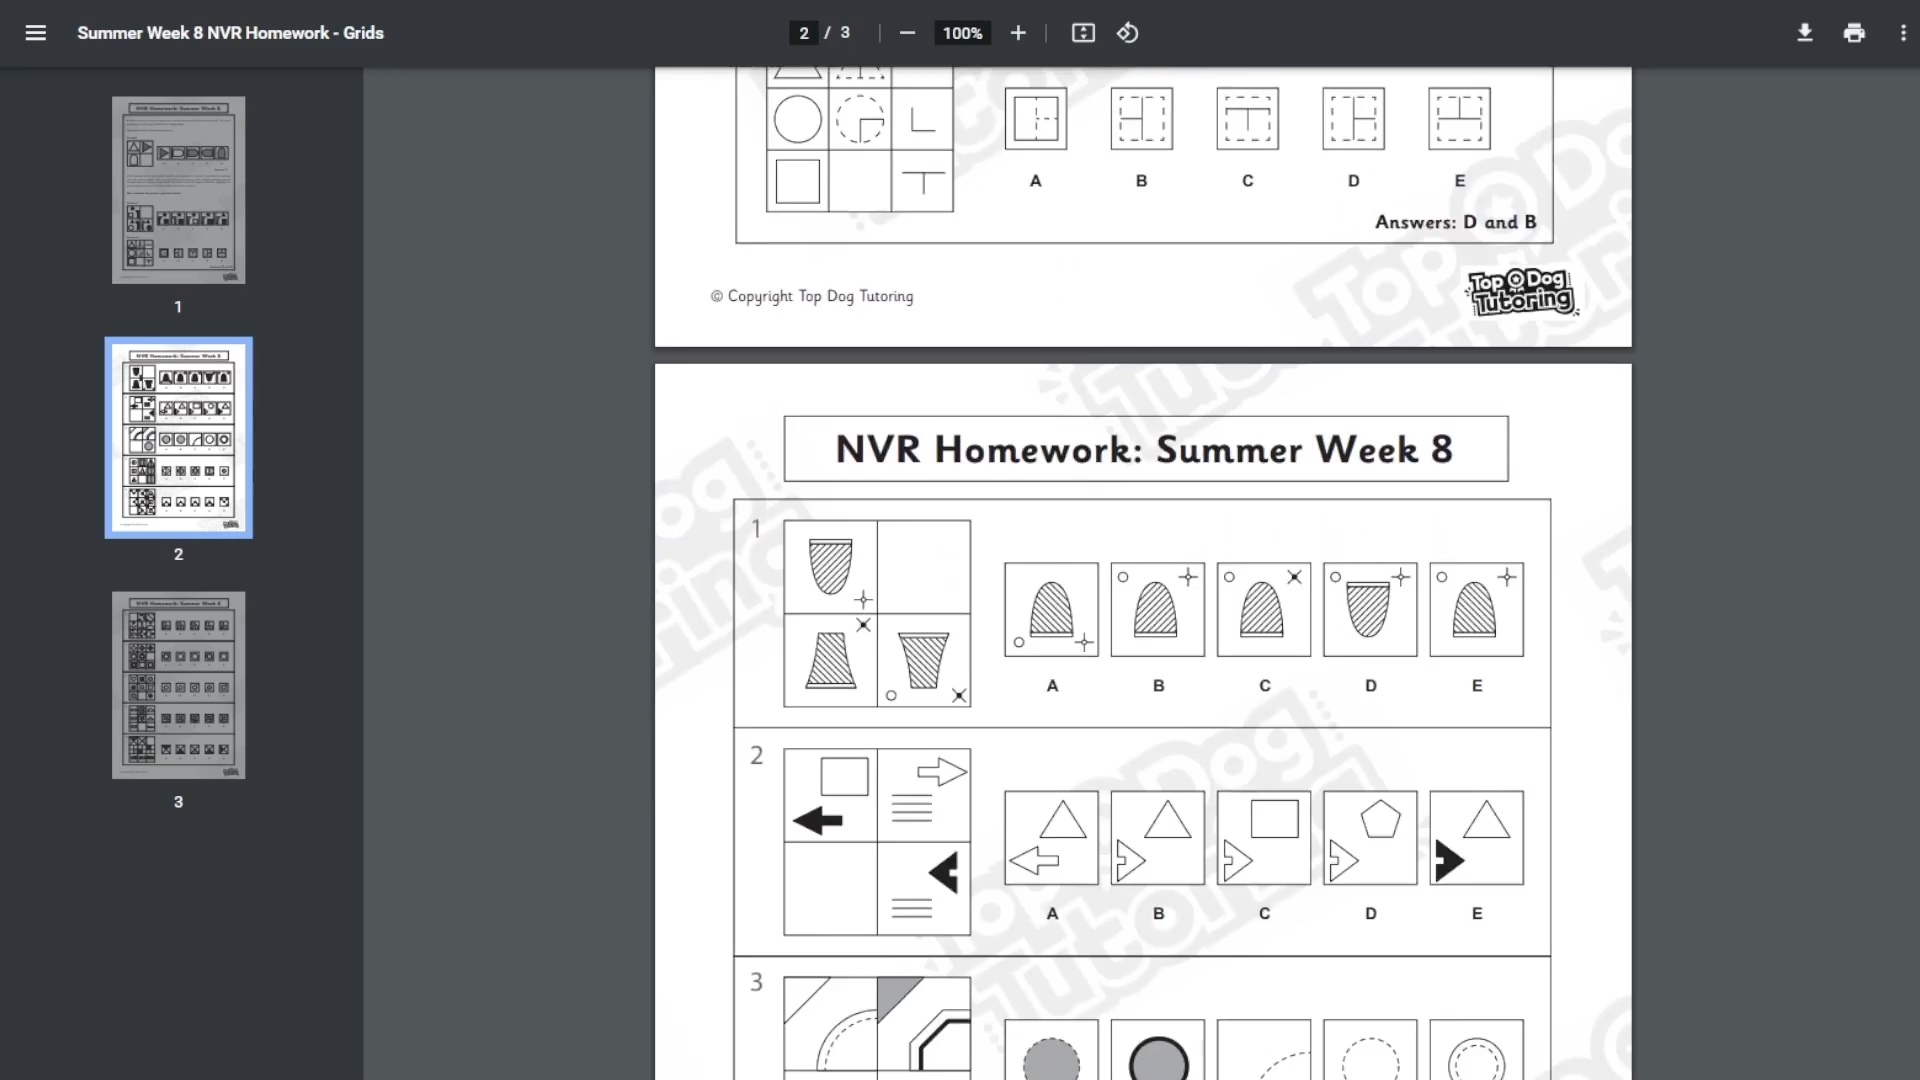 Summer Week 8 NVR Homework - Grids
2 / 3
100%
1
2
3
A B C D E
Answers: D and B
© Copyright Top Dog Tutoring
Top Dog
Tutoring
NVR Homework: Summer Week 8
1
A B C D E
2
A B C D E
3